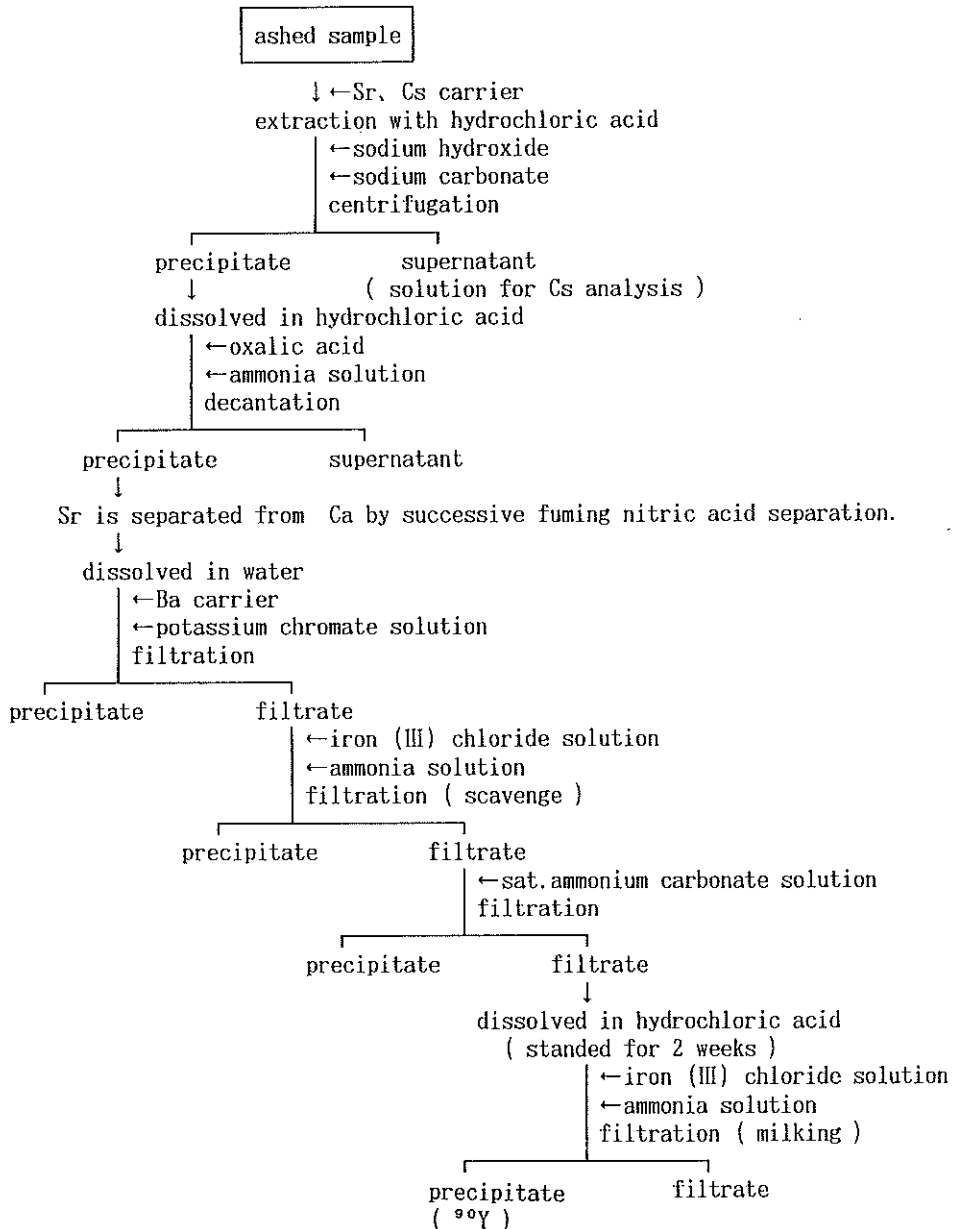 ashed sample
↓ ←Sr、Cs carrier
extraction with hydrochloric acid
←sodium hydroxide
←sodium carbonate
centrifugation
precipitate supernatant
↓ ( solution for Cs analysis )
dissolved in hydrochloric acid
←oxalic acid
←ammonia solution
decantation
precipitate supernatant
↓
Sr is separated from Ca by successive fuming nitric acid separation.
↓
dissolved in water
←Ba carrier
←potassium chromate solution
filtration
precipitate filtrate
←iron (III) chloride solution
←ammonia solution
filtration ( scavenge )
precipitate filtrate
←sat.ammonium carbonate solution
filtration
precipitate filtrate
↓
dissolved in hydrochloric acid
( standed for 2 weeks )
←iron (III) chloride solution
←ammonia solution
filtration ( milking )
precipitate filtrate
( ⁹⁰Y )